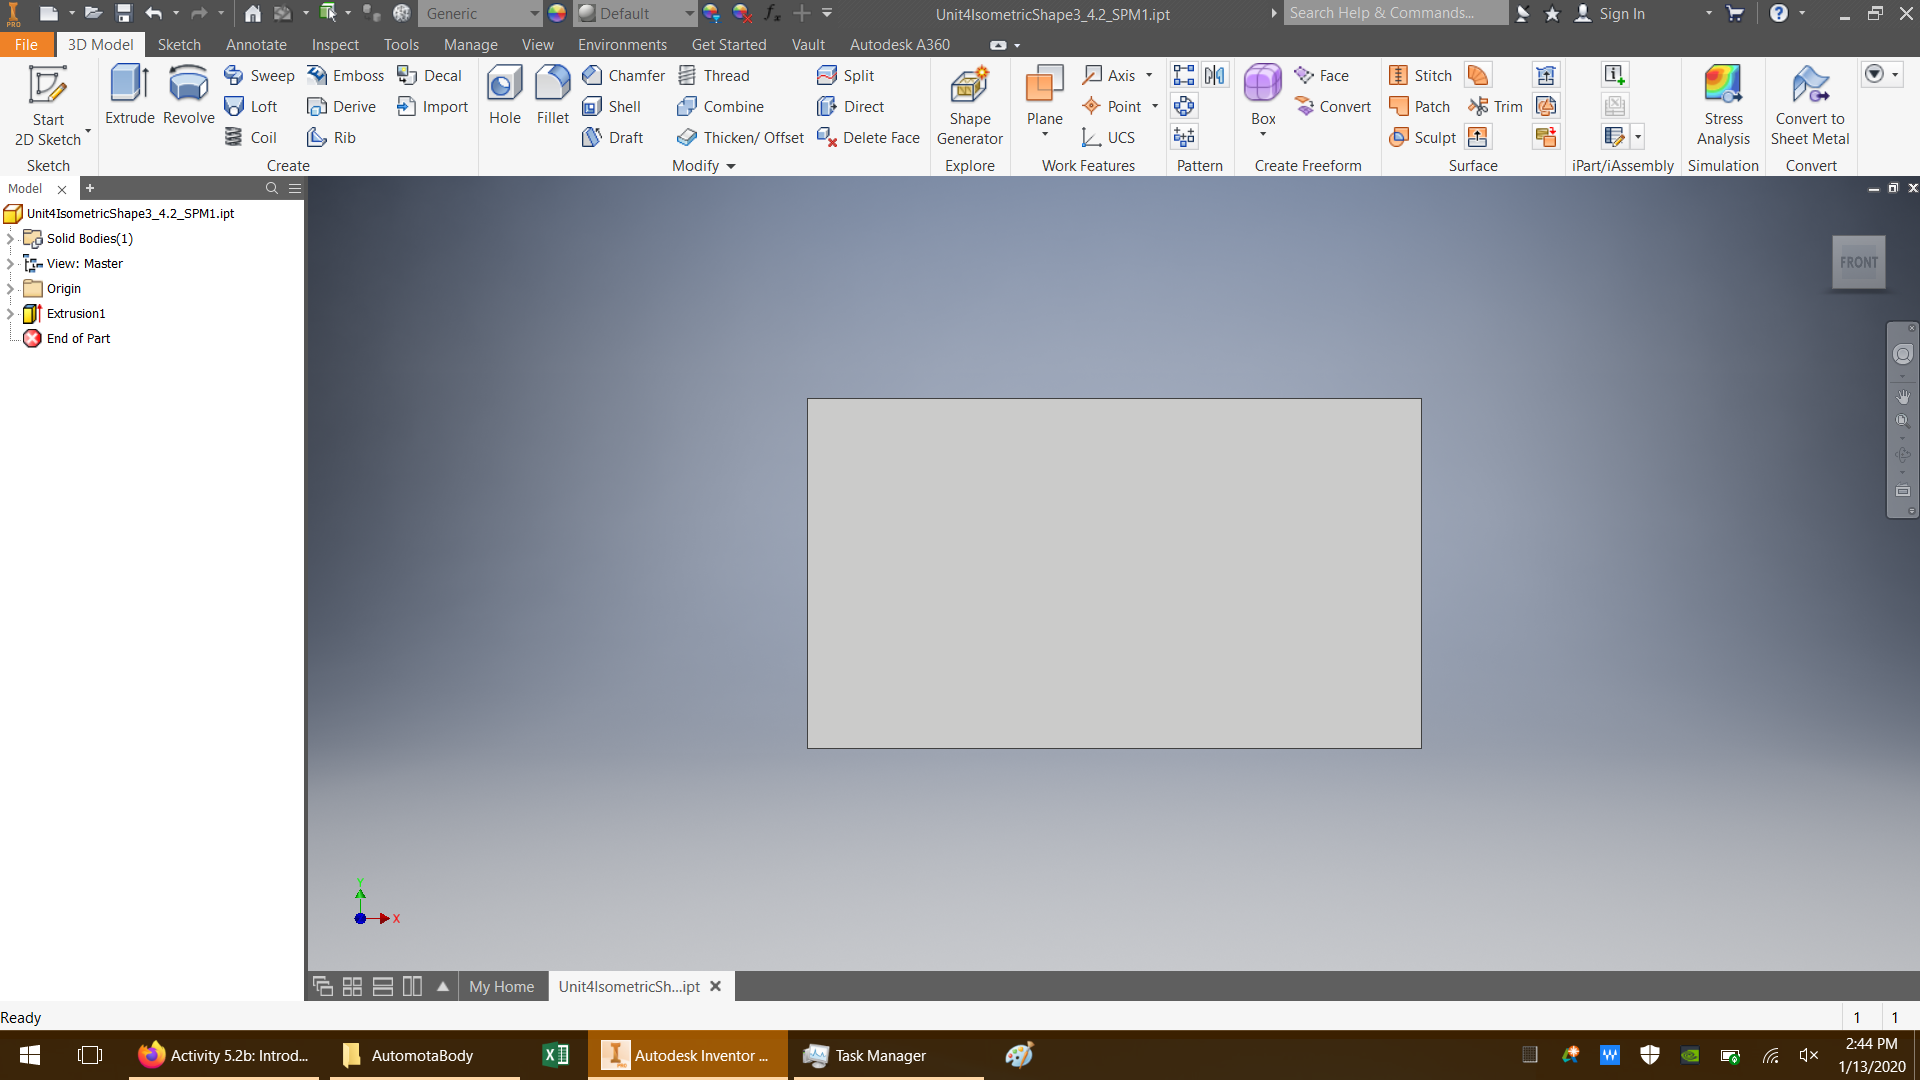 Generic
Default
Unit4IsometricShape3_4.2_SPM1.ipt
Search Help & Commands...
Sign In
File
3D Model
Sketch
Annotate
Inspect
Tools
Manage
View
Environments
Get Started
Vault
Autodesk A360
Start
2D Sketch
Extrude
Revolve
Sweep
Loft
Coil
Emboss
Derive
Rib
Decal
Import
Hole
Fillet
Chamfer
Shell
Draft
Thread
Combine
Thicken/ Offset
Split
Direct
Delete Face
Shape
Generator
Plane
Axis
Point
UCS
Box
Face
Convert
Stitch
Patch
Sculpt
Trim
Stress
Analysis
Convert to
Sheet Metal
Sketch
Create
Modify
Explore
Work Features
Pattern
Create Freeform
Surface
iPart/iAssembly
Simulation
Convert
Model
Unit4IsometricShape3_4.2_SPM1.ipt
Solid Bodies(1)
View: Master
Origin
Extrusion1
End of Part
FRONT
Y
X
My Home
Unit4IsometricSh...ipt
Ready
1
1
Activity 5.2b: Introd...
AutomotaBody
Autodesk Inventor ...
Task Manager
2:44 PM
1/13/2020